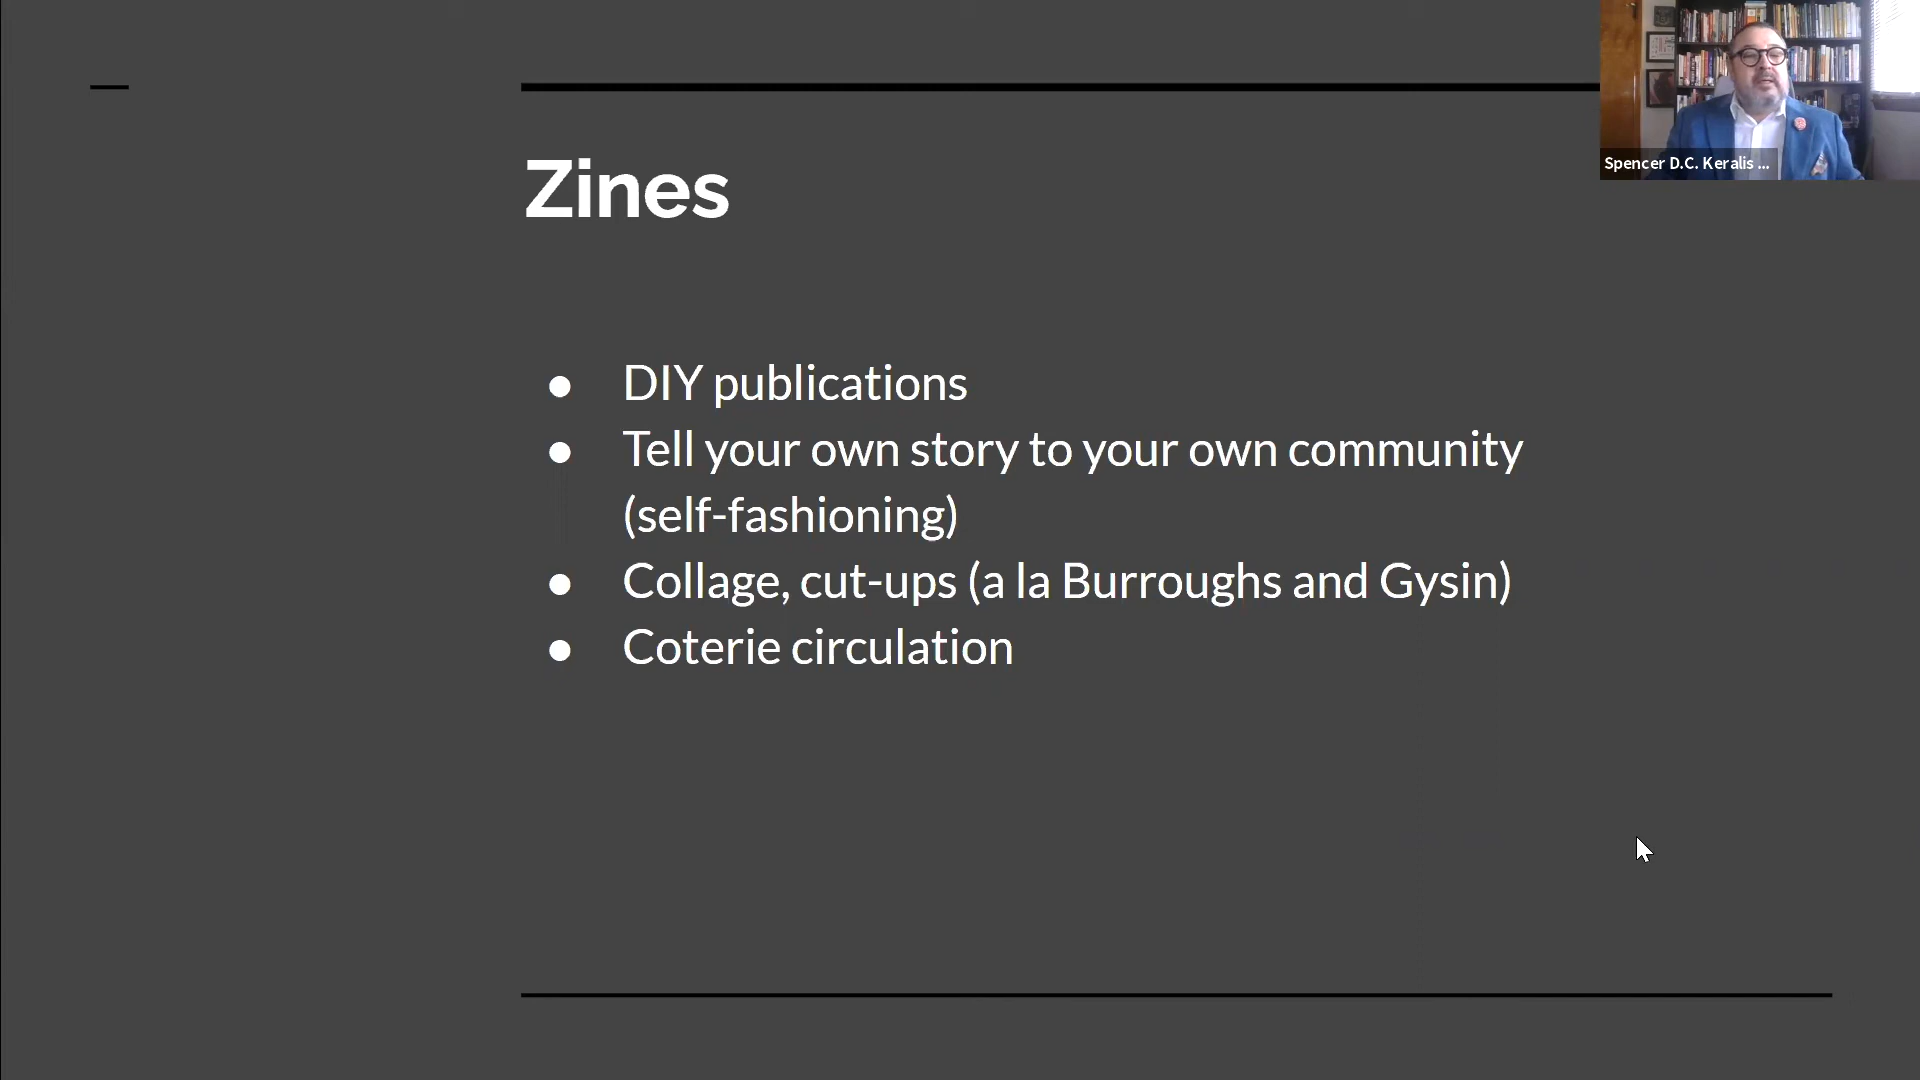 Zines
DIY publications
Tell your own story to your own community
(self-fashioning)
Collage, cut-ups (a la Burroughs and Gysin)
Coterie circulation
Spencer D.C. Keralis ...